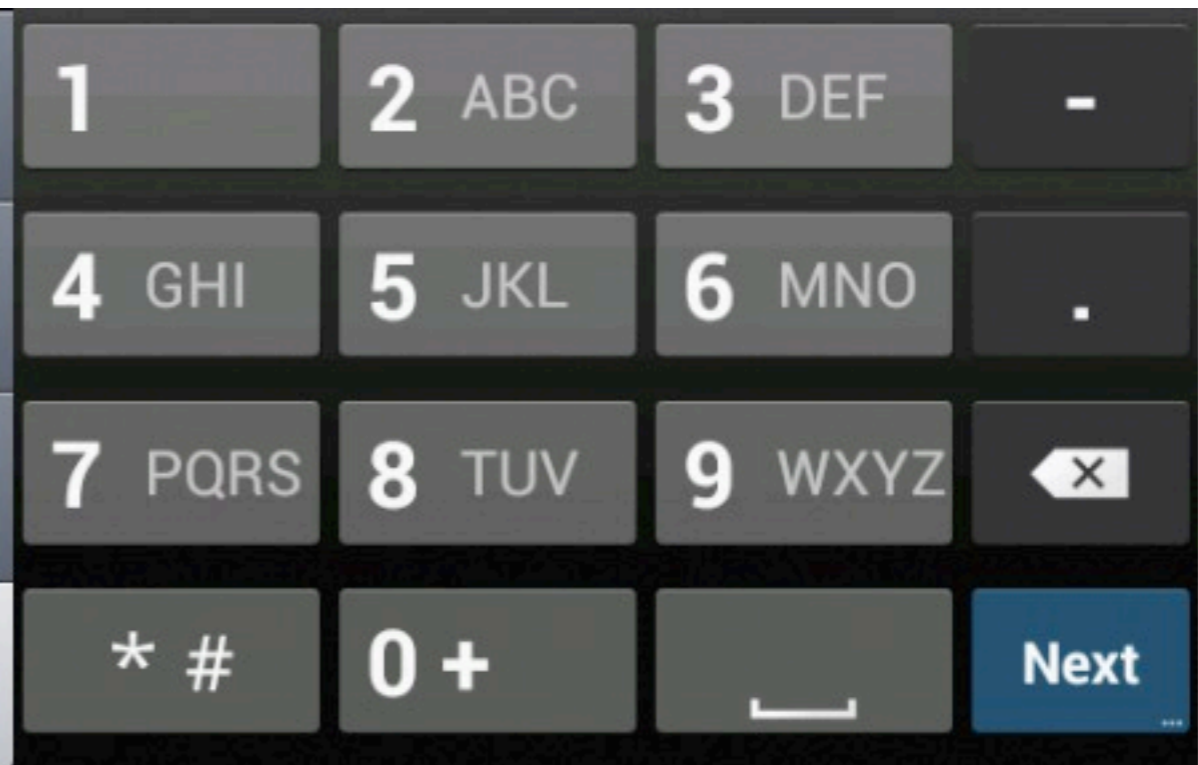 1 2 ABC 3 DEF -
4 GHI 5 JKL 6 MNO .
7 PQRS 8 TUV 9 WXYZ
* # 0 + Next ...